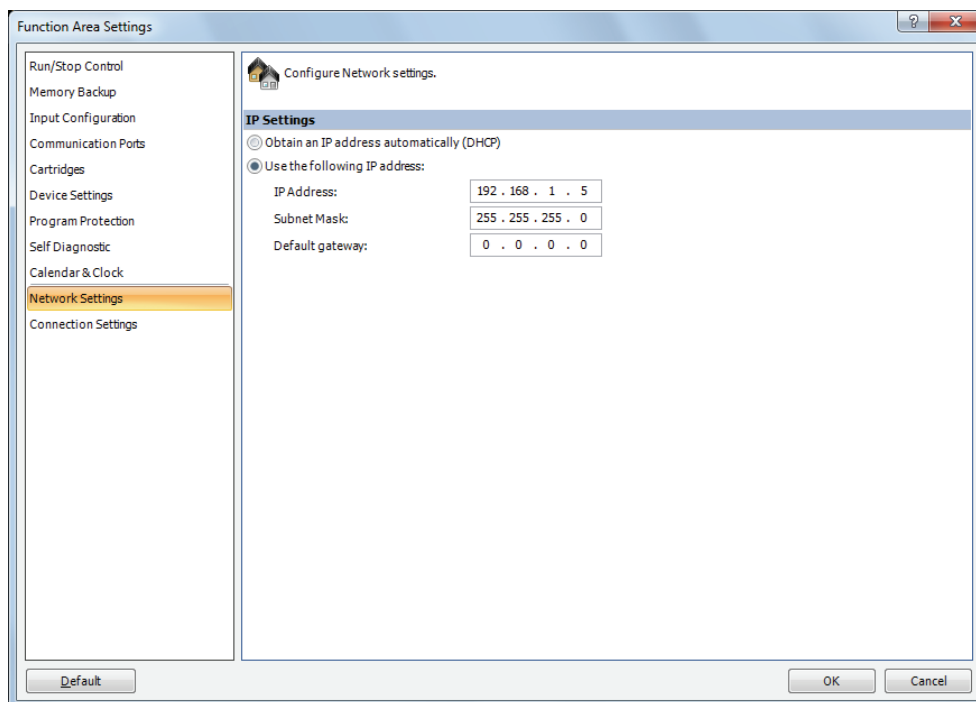 Function Area Settings
?
X
Run/Stop Control
Memory Backup
Input Configuration
Communication Ports
Cartridges
Device Settings
Program Protection
Self Diagnostic
Calendar & Clock
Network Settings
Connection Settings
Configure Network settings.
IP Settings
Obtain an IP address automatically (DHCP)
Use the following IP address:
IP Address: 192 . 168 . 1 . 5
Subnet Mask: 255 . 255 . 255 . 0
Default gateway: 0 . 0 . 0 . 0
Default OK Cancel